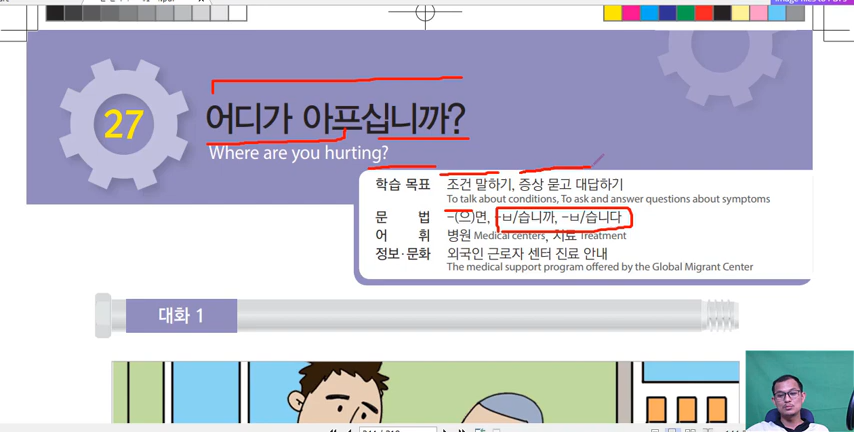 27
어디가 아프십니까?
Where are you hurting?
학습 목표 조건 말하기, 증상 묻고 대답하기
To talk about conditions, To ask and answer questions about symptoms
문 법 -(으)면, -ㅂ/습니까, -ㅂ/습니다
어 휘 병원 Medical centers, 치료 Treatment
정보·문화 외국인 근로자 센터 진료 안내
The medical support program offered by the Global Migrant Center
대화 1